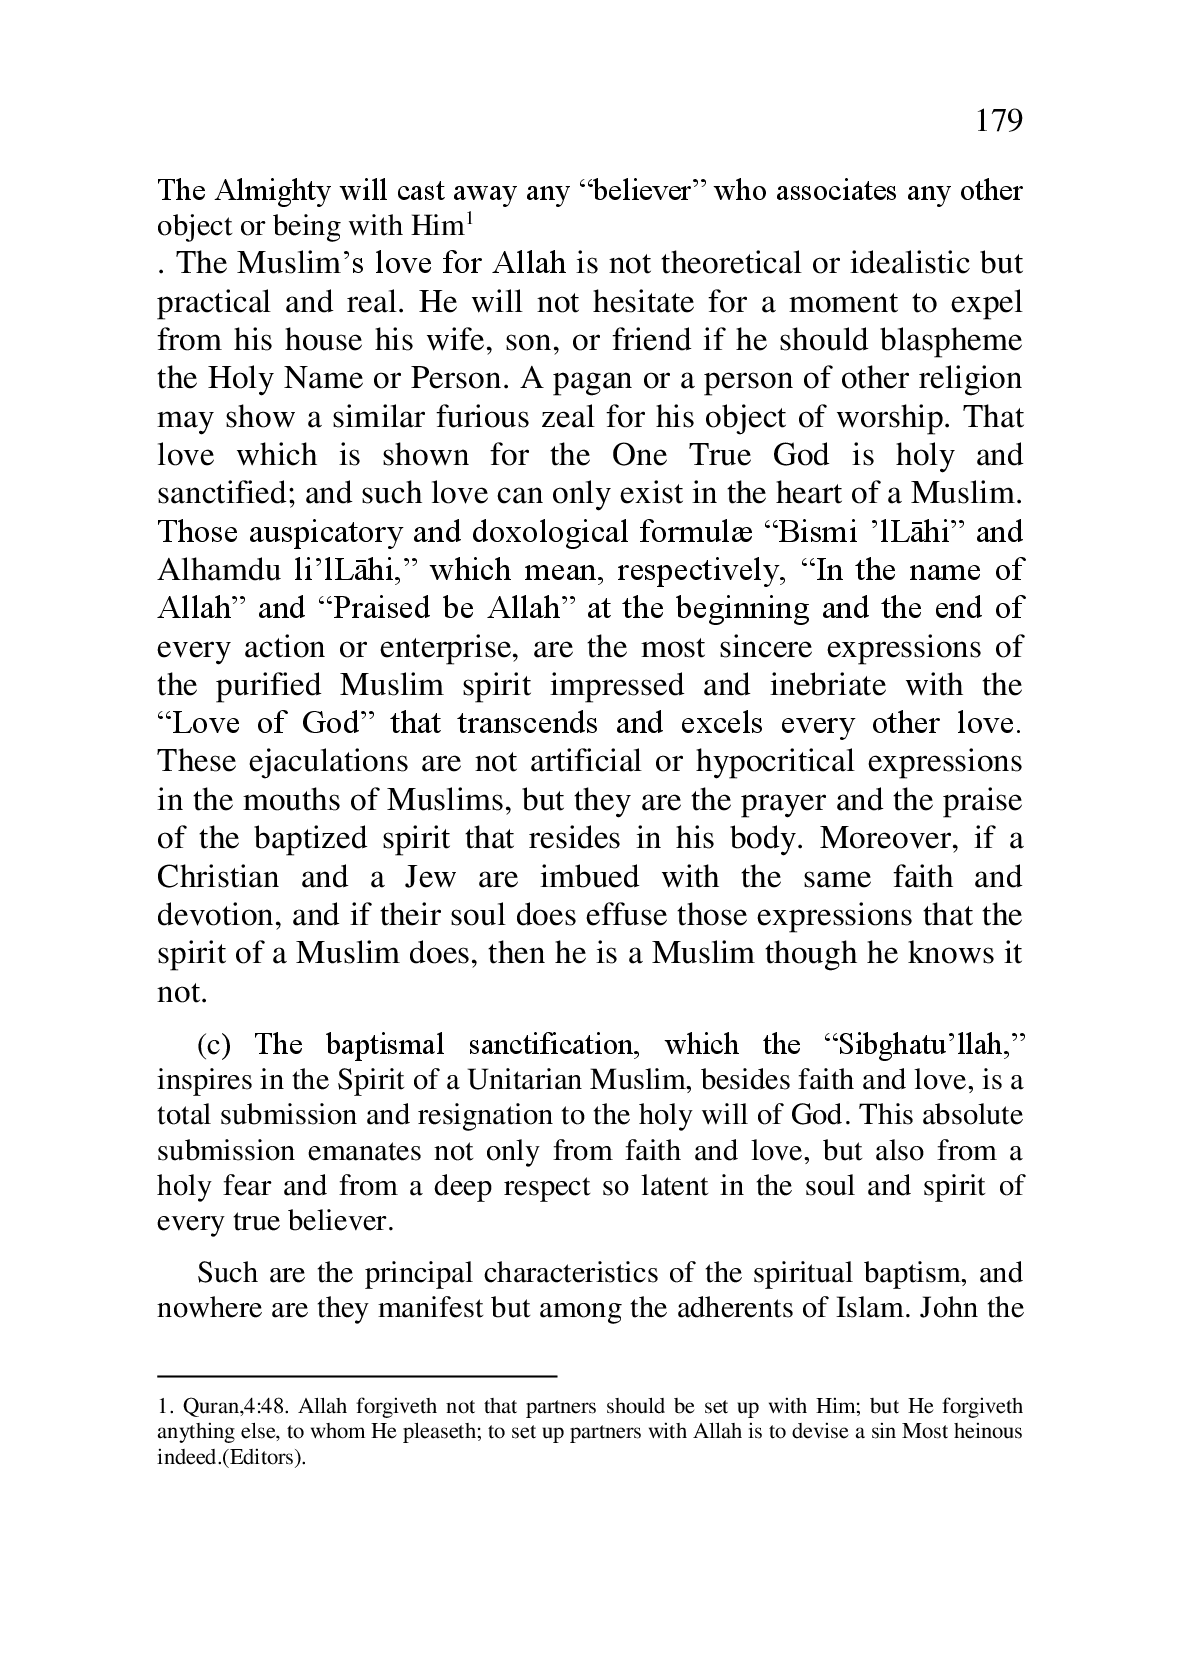 179
The Almighty will cast away any “believer” who associates any other
object or being with Him1
. The Muslim’s love for Allah is not theoretical or idealistic but
practical and real. He will not hesitate for a moment to expel
from his house his wife, son, or friend if he should blaspheme
the Holy Name or Person. A pagan or a person of other religion
may show a similar furious zeal for his object of worship. That
love which is shown for the One True God is holy and
sanctified; and such love can only exist in the heart of a Muslim.
Those auspicatory and doxological formulæ “Bismi ’lLāhi” and
Alhamdu li’lLāhi,” which mean, respectively, “In the name of
Allah” and “Praised be Allah” at the beginning and the end of
every action or enterprise, are the most sincere expressions of
the purified Muslim spirit impressed and inebriate with the
“Love of God” that transcends and excels every other love.
These ejaculations are not artificial or hypocritical expressions
in the mouths of Muslims, but they are the prayer and the praise
of the baptized spirit that resides in his body. Moreover, if a
Christian and a Jew are imbued with the same faith and
devotion, and if their soul does effuse those expressions that the
spirit of a Muslim does, then he is a Muslim though he knows it
not.
(c) The baptismal sanctification, which the “Sibghatu’llah,”
inspires in the Spirit of a Unitarian Muslim, besides faith and love, is a
total submission and resignation to the holy will of God. This absolute
submission emanates not only from faith and love, but also from a
holy fear and from a deep respect so latent in the soul and spirit of
every true believer.
Such are the principal characteristics of the spiritual baptism, and
nowhere are they manifest but among the adherents of Islam. John the
1. Quran,4:48. Allah forgiveth not that partners should be set up with Him; but He forgiveth
anything else, to whom He pleaseth; to set up partners with Allah is to devise a sin Most heinous
indeed.(Editors).